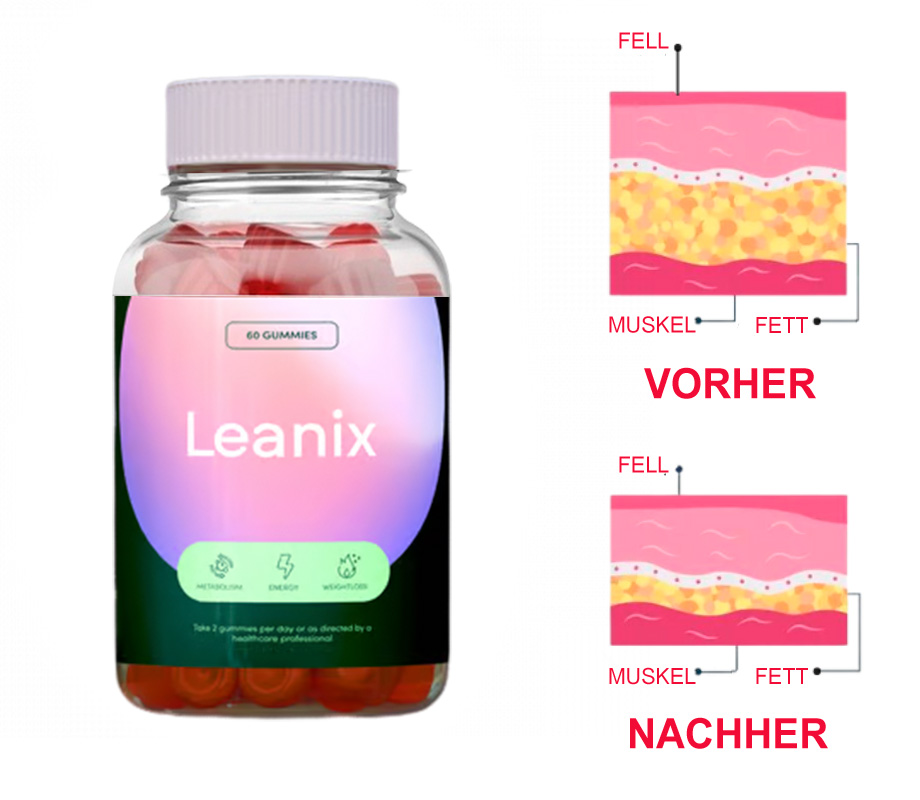 60 GUMMIES
Leanix
METABOLISM
ENERGY
WEIGHTLOSS
Take 2 gummies per day or as directed by a
healthcare professional
FELL
MUSKEL
FETT
VORHER
FELL
MUSKEL
FETT
NACHHER